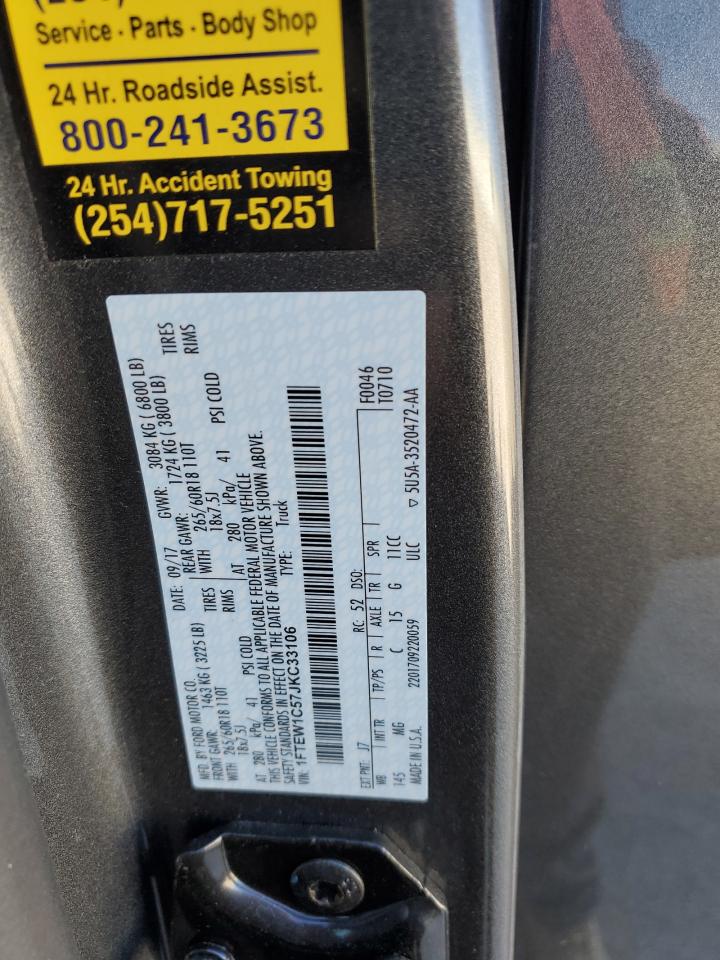 Service · Parts · Body Shop
24 Hr. Roadside Assist.
800-241-3673
24 Hr. Accident Towing
(254)717-5251
MFD. BY FORD MOTOR CO. DATE: 09/17 GVWR: 3084 KG ( 6800 LB)
FRONT GAWR: 1463 KG ( 3225 LB) REAR GAWR: 1724 KG ( 3800 LB)
WITH 265/60R18 110T TIRES WITH 265/60R18 110T TIRES
18x7.5J RIMS 18x7.5J RIMS
AT 280 kPa/ 41 PSI COLD AT 280 kPa/ 41 PSI COLD
THIS VEHICLE CONFORMS TO ALL APPLICABLE FEDERAL MOTOR VEHICLE
SAFETY STANDARDS IN EFFECT ON THE DATE OF MANUFACTURE SHOWN ABOVE.
VIN: 1FTEW1C57JKC33106 TYPE: Truck
F0046
T0710
EXT PNT: J7 RC: 52 DSO:
WB INT TR TP/PS R AXLE TR SPR
145 MG C 15 G 11CC
MADE IN U.S.A. 2201709220059 ULC ▽ 5U5A-3520472-AA